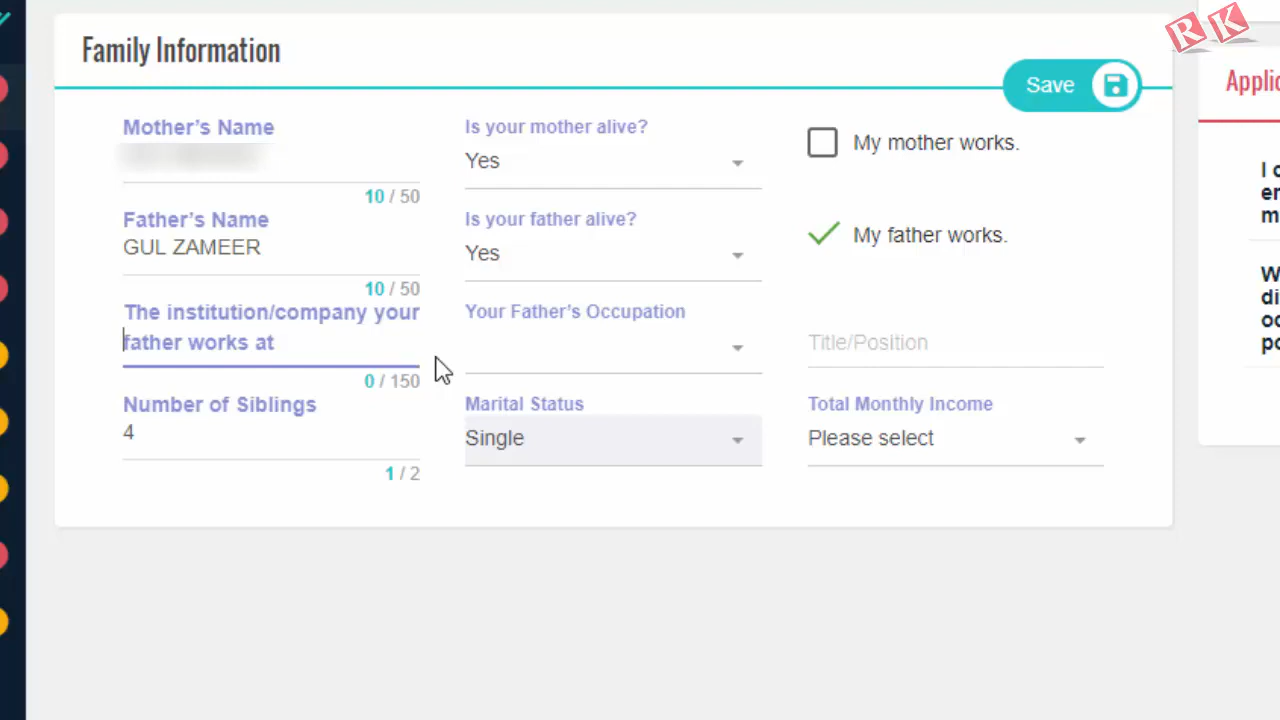 RK
Family Information
Save
Mother's Name
Is your mother alive?
Yes
My mother works.
10 / 50
Father's Name
GUL ZAMEER
Is your father alive?
Yes
My father works.
10 / 50
The institution/company your
father works at
Your Father's Occupation
Title/Position
0 / 150
Number of Siblings
4
Marital Status
Single
Total Monthly Income
Please select
1 / 2